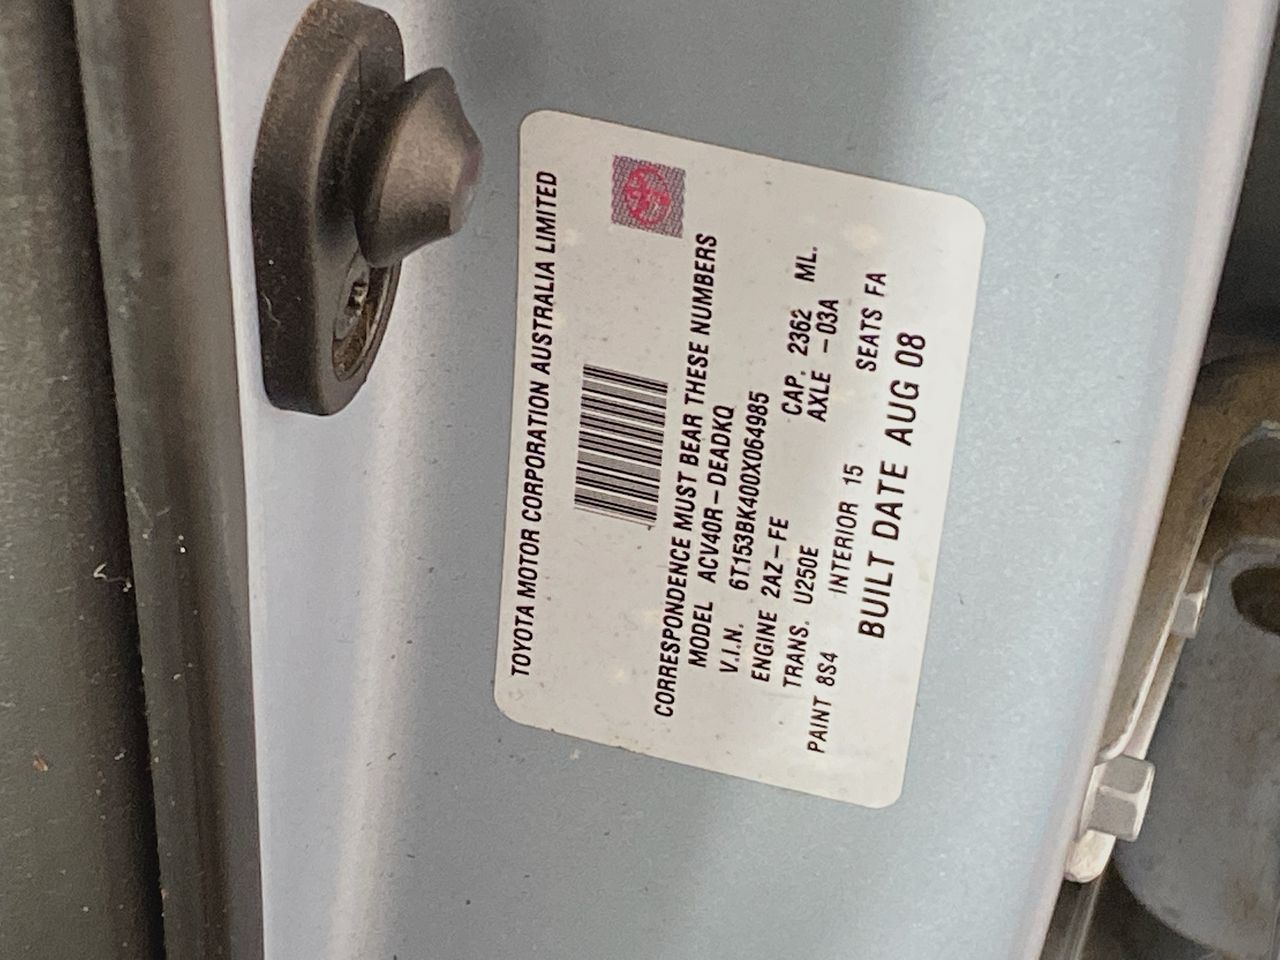 TOYOTA MOTOR CORPORATION AUSTRALIA LIMITED
CORRESPONDENCE MUST BEAR THESE NUMBERS
MODEL ACV40R-DEADKQ
V.I.N. 6T153BK400X064985
ENGINE 2AZ-FE CAP. 2362 ML.
TRANS. U250E AXLE -03A
PAINT 8S4 INTERIOR 15 SEATS FA
BUILT DATE AUG 08